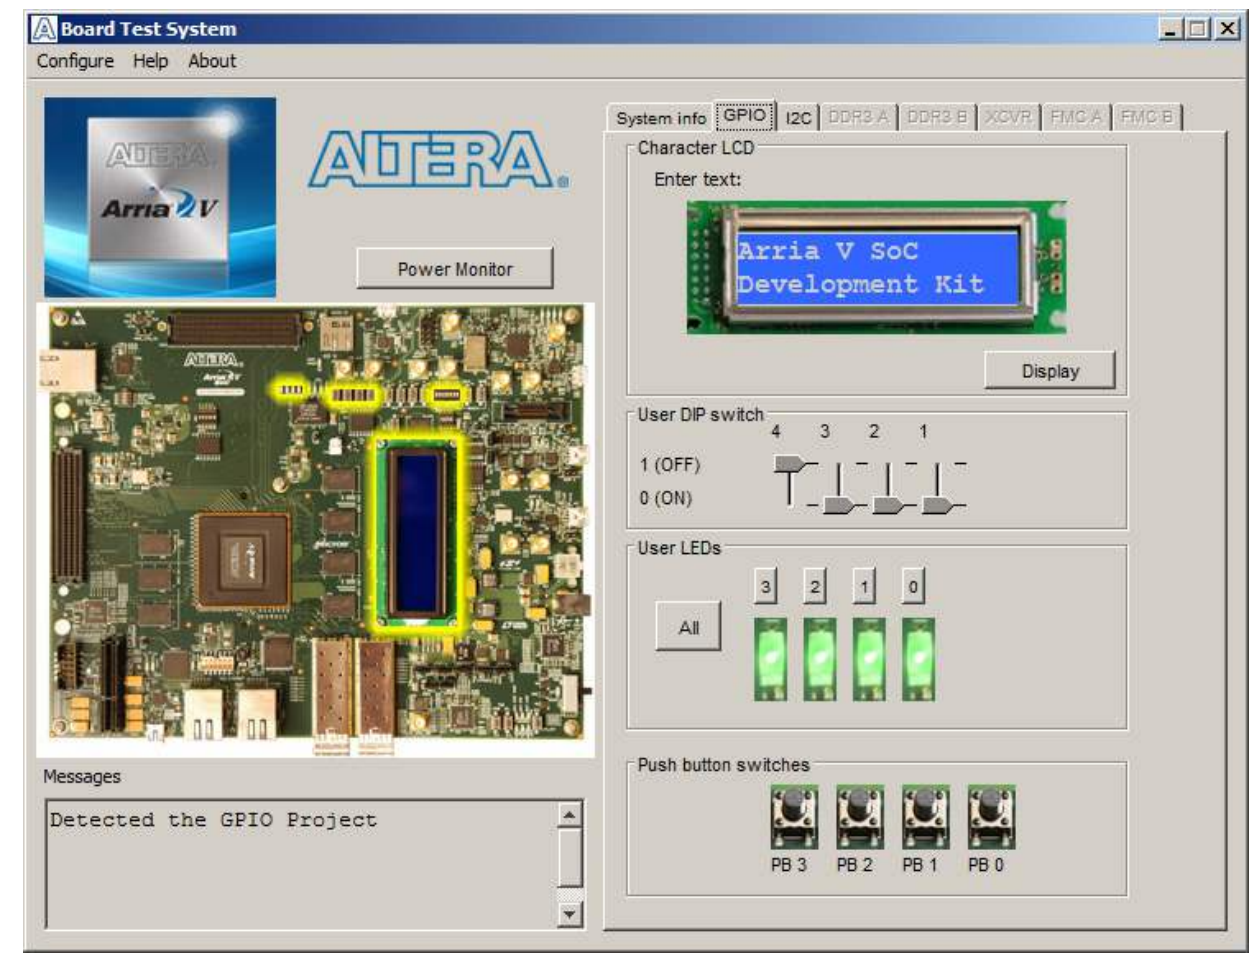 Board Test System
Configure Help About
ALTERA
Arria V
ALTERA®
Power Monitor
ALTERA
Arria V
Messages
Detected the GPIO Project
System info GPIO I2C DDR3 A DDR3 B XCVR FMC A FMC B
Character LCD
Enter text:
Arria V SoC
Development Kit
Display
User DIP switch
4 3 2 1
1 (OFF)
0 (ON)
User LEDs
3 2 1 0
All
Push button switches
PB 3 PB 2 PB 1 PB 0